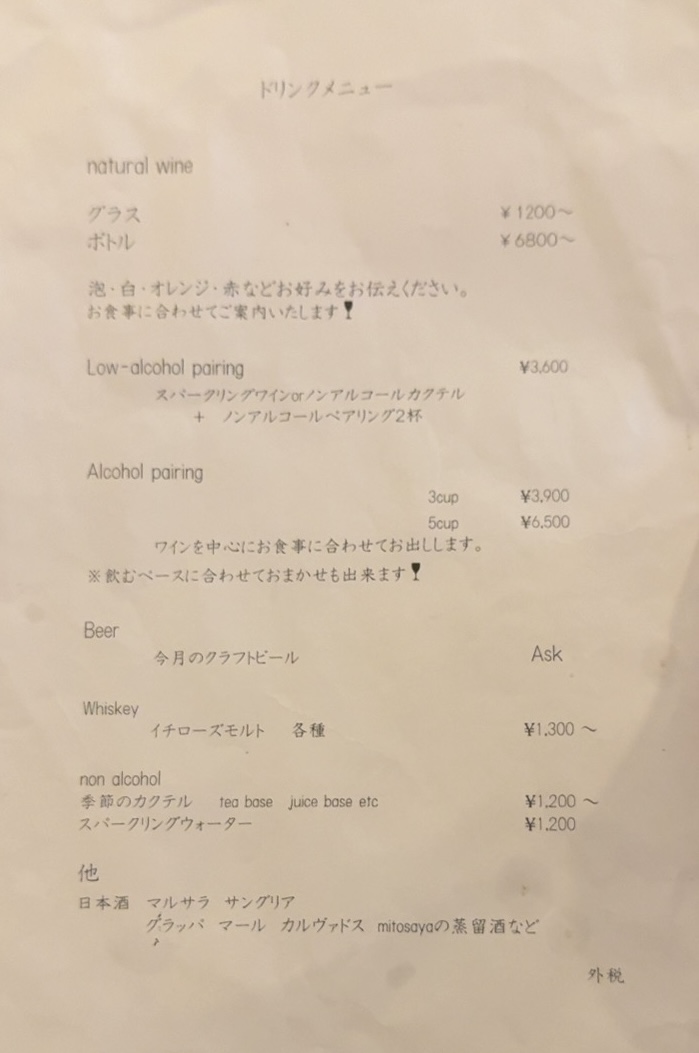 ドリンクメニュー
natural wine
グラス ¥1200～
ボトル ¥6800～
泡・白・オレンジ・赤などお好みをお伝えください。
お食事に合わせてご案内いたします🍷
Low-alcohol pairing ¥3,600
スパークリングワインorノンアルコールカクテル
+ ノンアルコールペアリング2杯
Alcohol pairing
3cup ¥3,900
5cup ¥6,500
ワインを中心にお食事に合わせてお出しします。
※飲むペースに合わせておまかせも出来ます🍷
Beer
今月のクラフトビール Ask
Whiskey
イチローズモルト 各種 ¥1,300 ～
non alcohol
季節のカクテル tea base juice base etc ¥1,200 ～
スパークリングウォーター ¥1,200
他
日本酒 マルサラ サングリア
グラッパ マール カルヴァドス mitosayaの蒸留酒など
外税